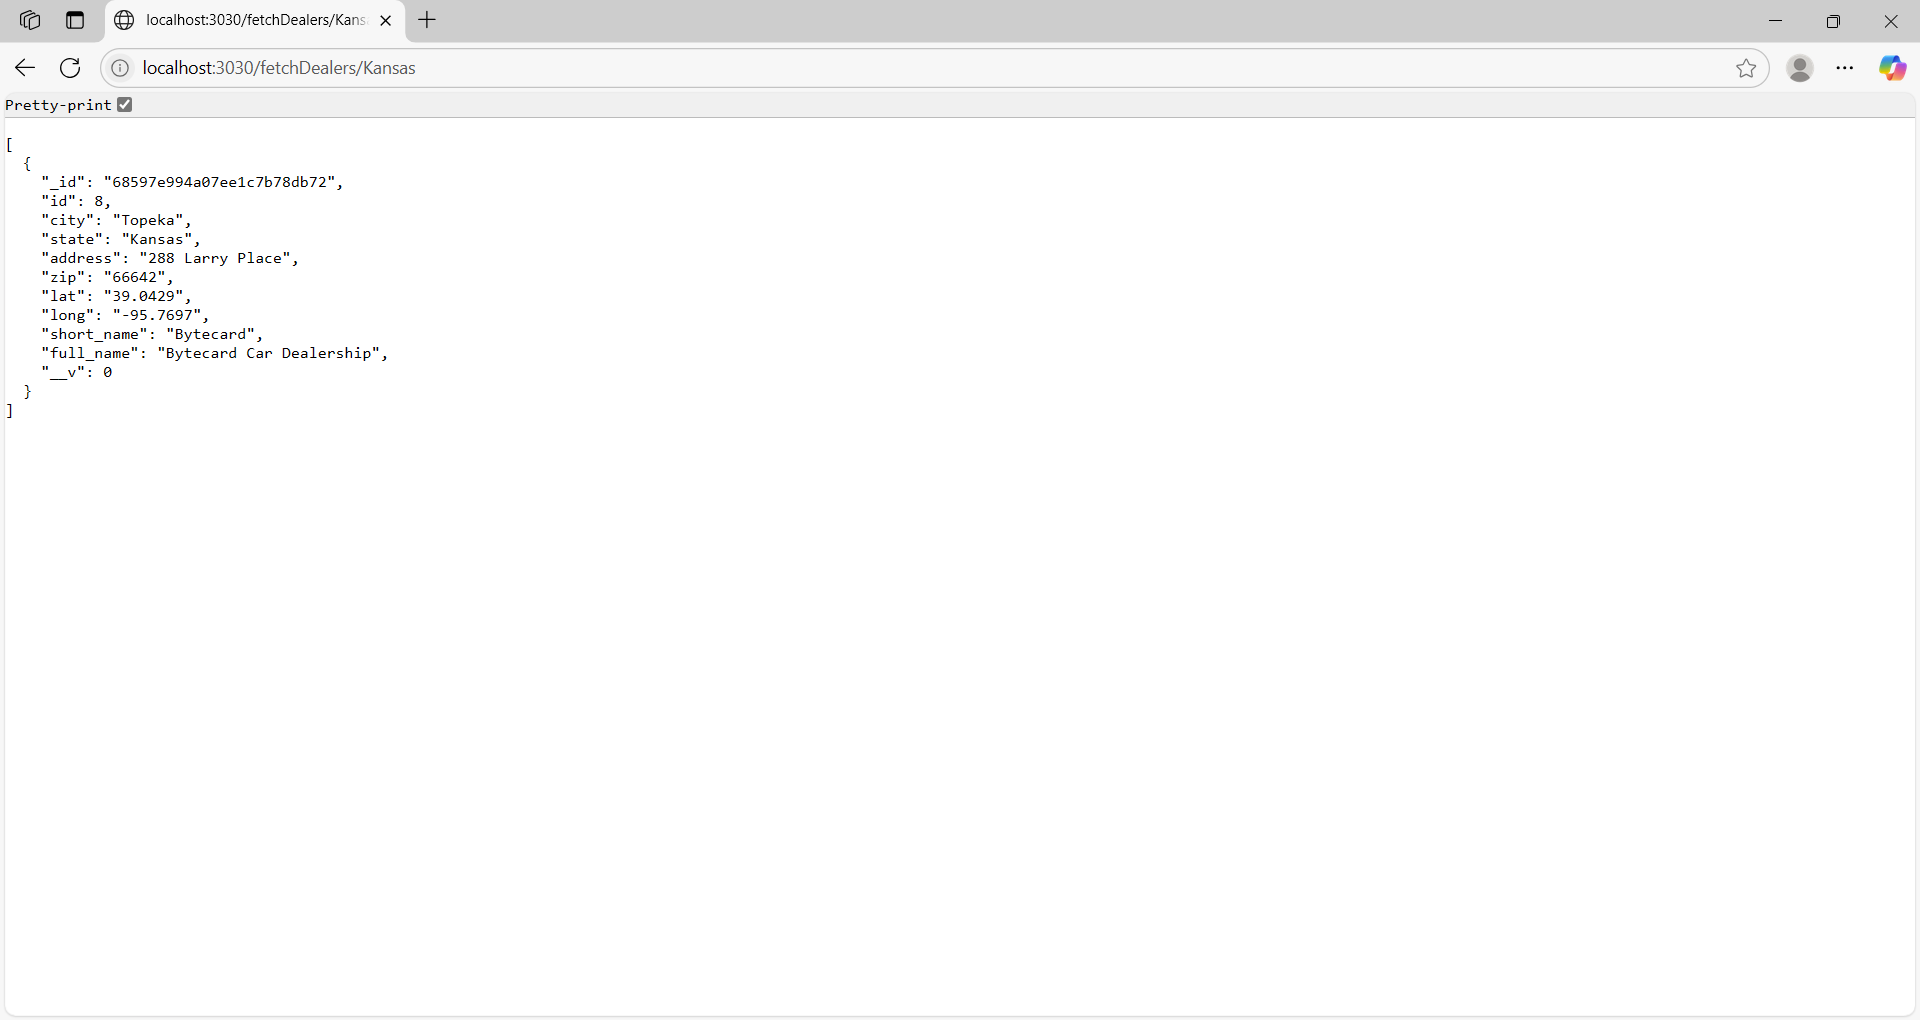 localhost:3030/fetchDealers/Kans
localhost:3030/fetchDealers/Kansas
Pretty-print
[
  {
    "_id": "68597e994a07ee1c7b78db72",
    "id": 8,
    "city": "Topeka",
    "state": "Kansas",
    "address": "288 Larry Place",
    "zip": "66642",
    "lat": "39.0429",
    "long": "-95.7697",
    "short_name": "Bytecard",
    "full_name": "Bytecard Car Dealership",
    "__v": 0
  }
]